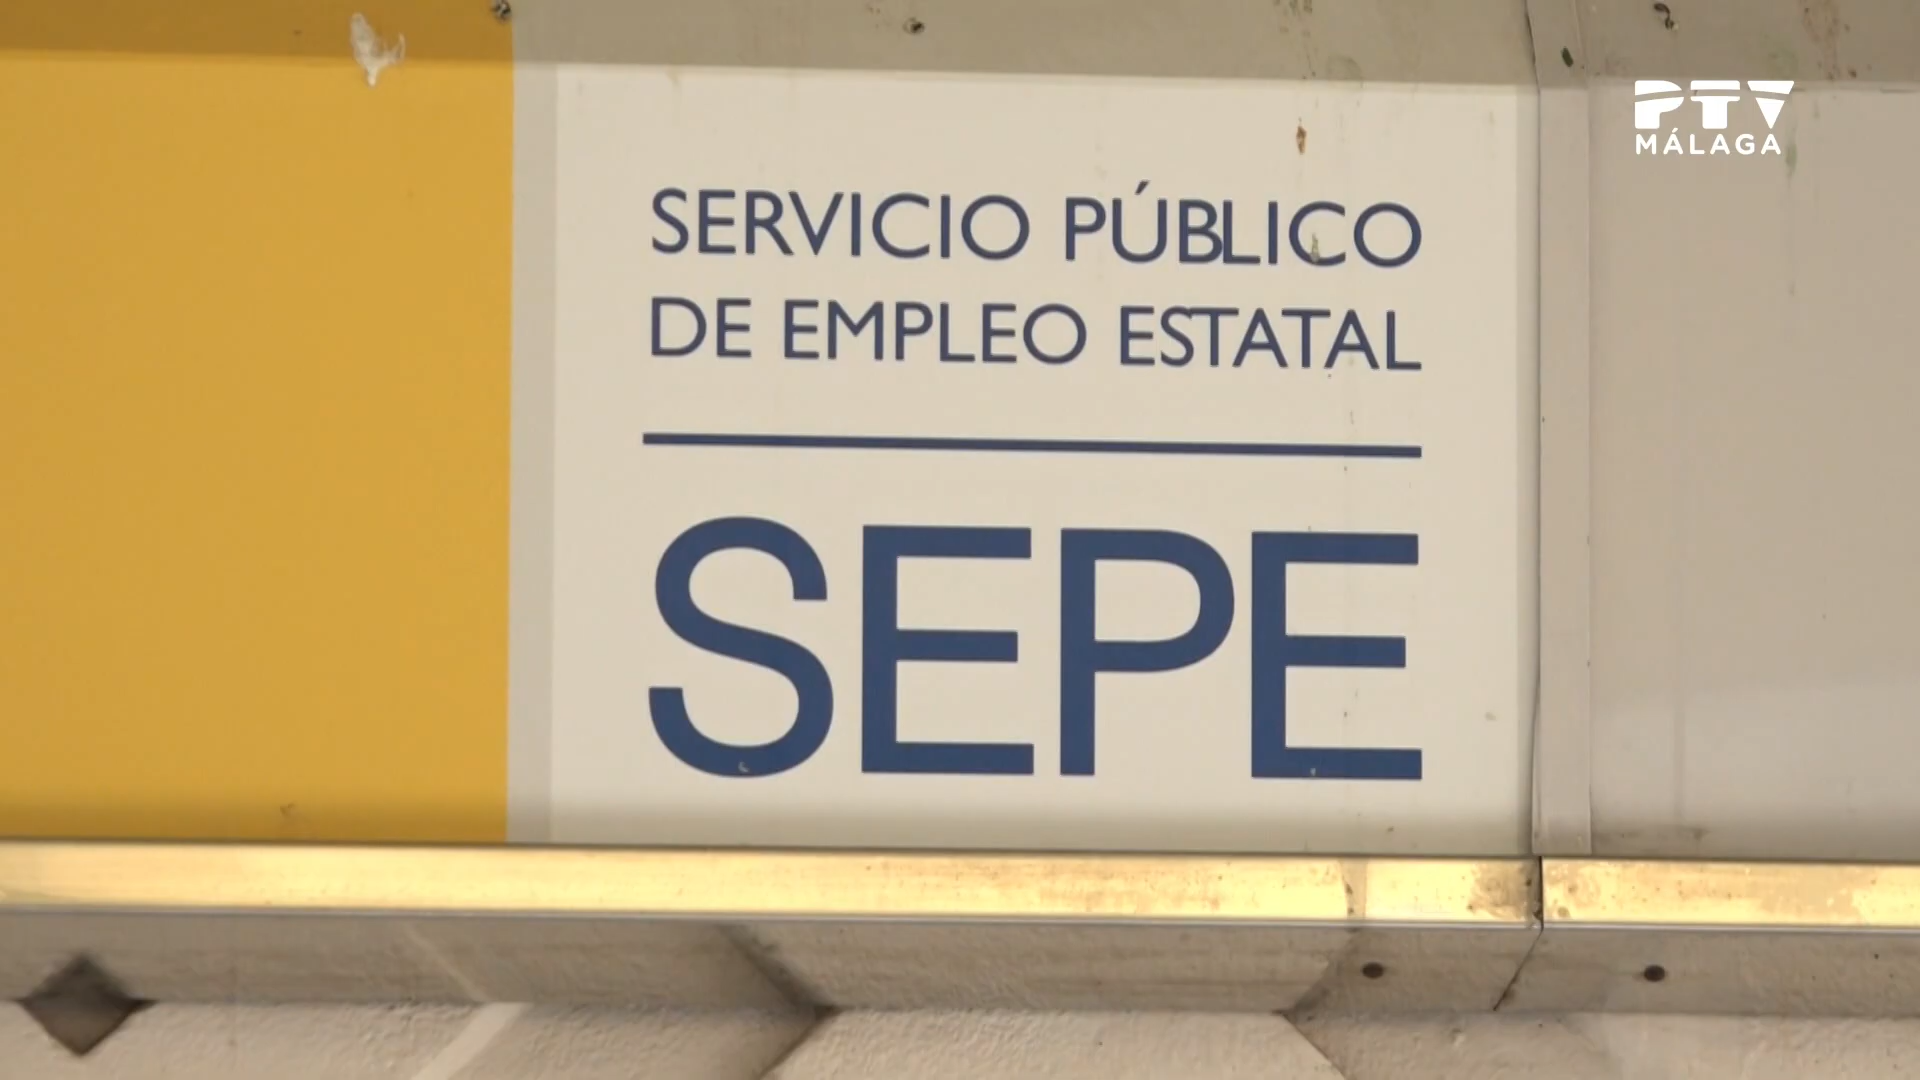 PTV
MÁLAGA
SERVICIO PÚBLICO
DE EMPLEO ESTATAL
SEPE